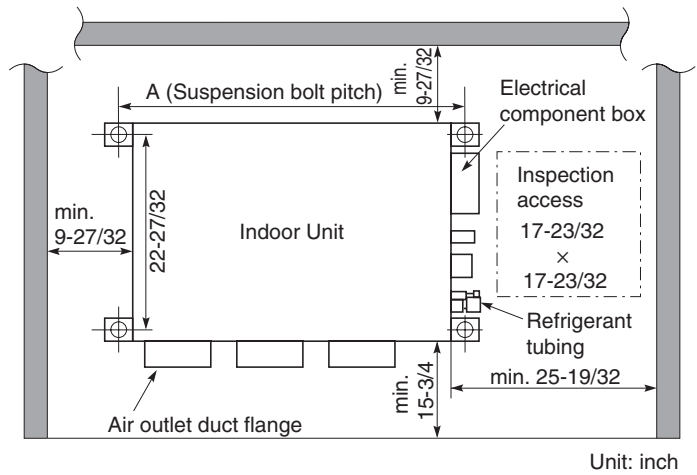 min.
9-27/32
A (Suspension bolt pitch)
Electrical
component box
Inspection
access
17-23/32
×
17-23/32
min.
9-27/32
22-27/32
Indoor Unit
Refrigerant
tubing
min.
15-3/4
min. 25-19/32
Air outlet duct flange
Unit: inch